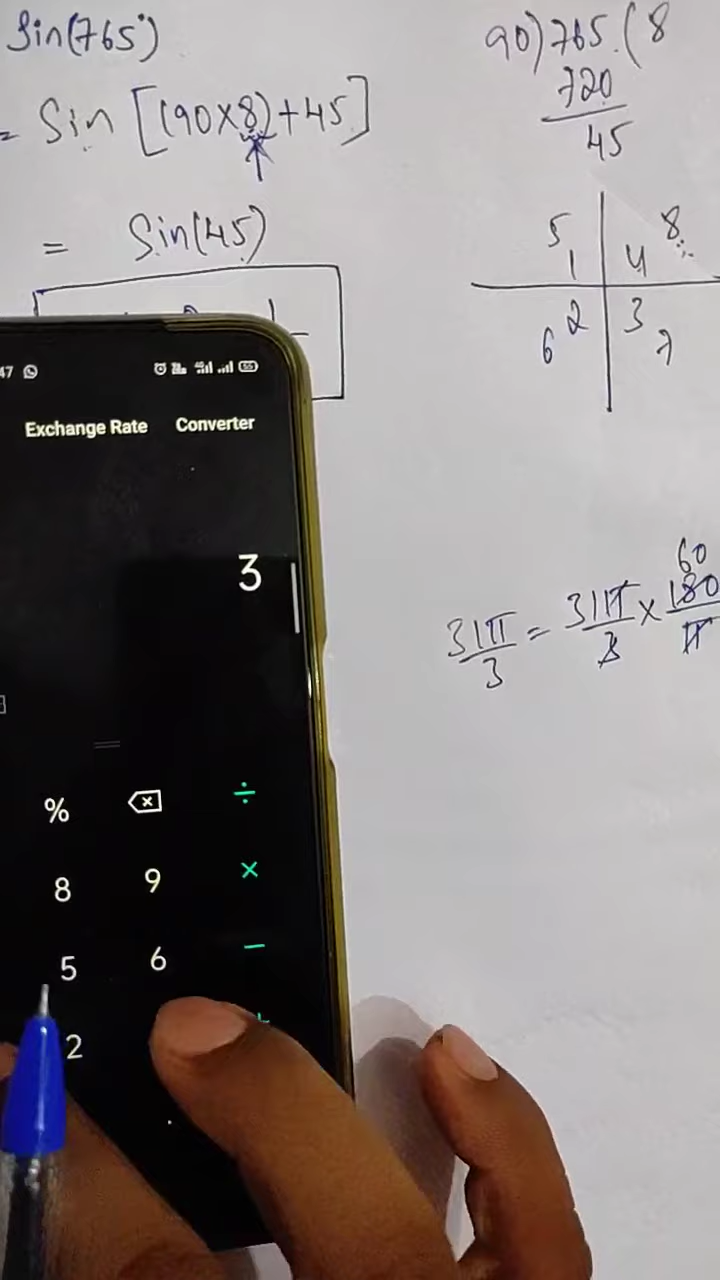 Sin(765°)
= Sin [(90×8)+45]
= Sin(45)
90)765.(8
720
45
5 1 4 8
6 2 3 7
31π/3 = 31π/3 × 180/π
60
47
Exchange Rate Converter
3
% ÷
8 9 ×
5 6 −
2
.